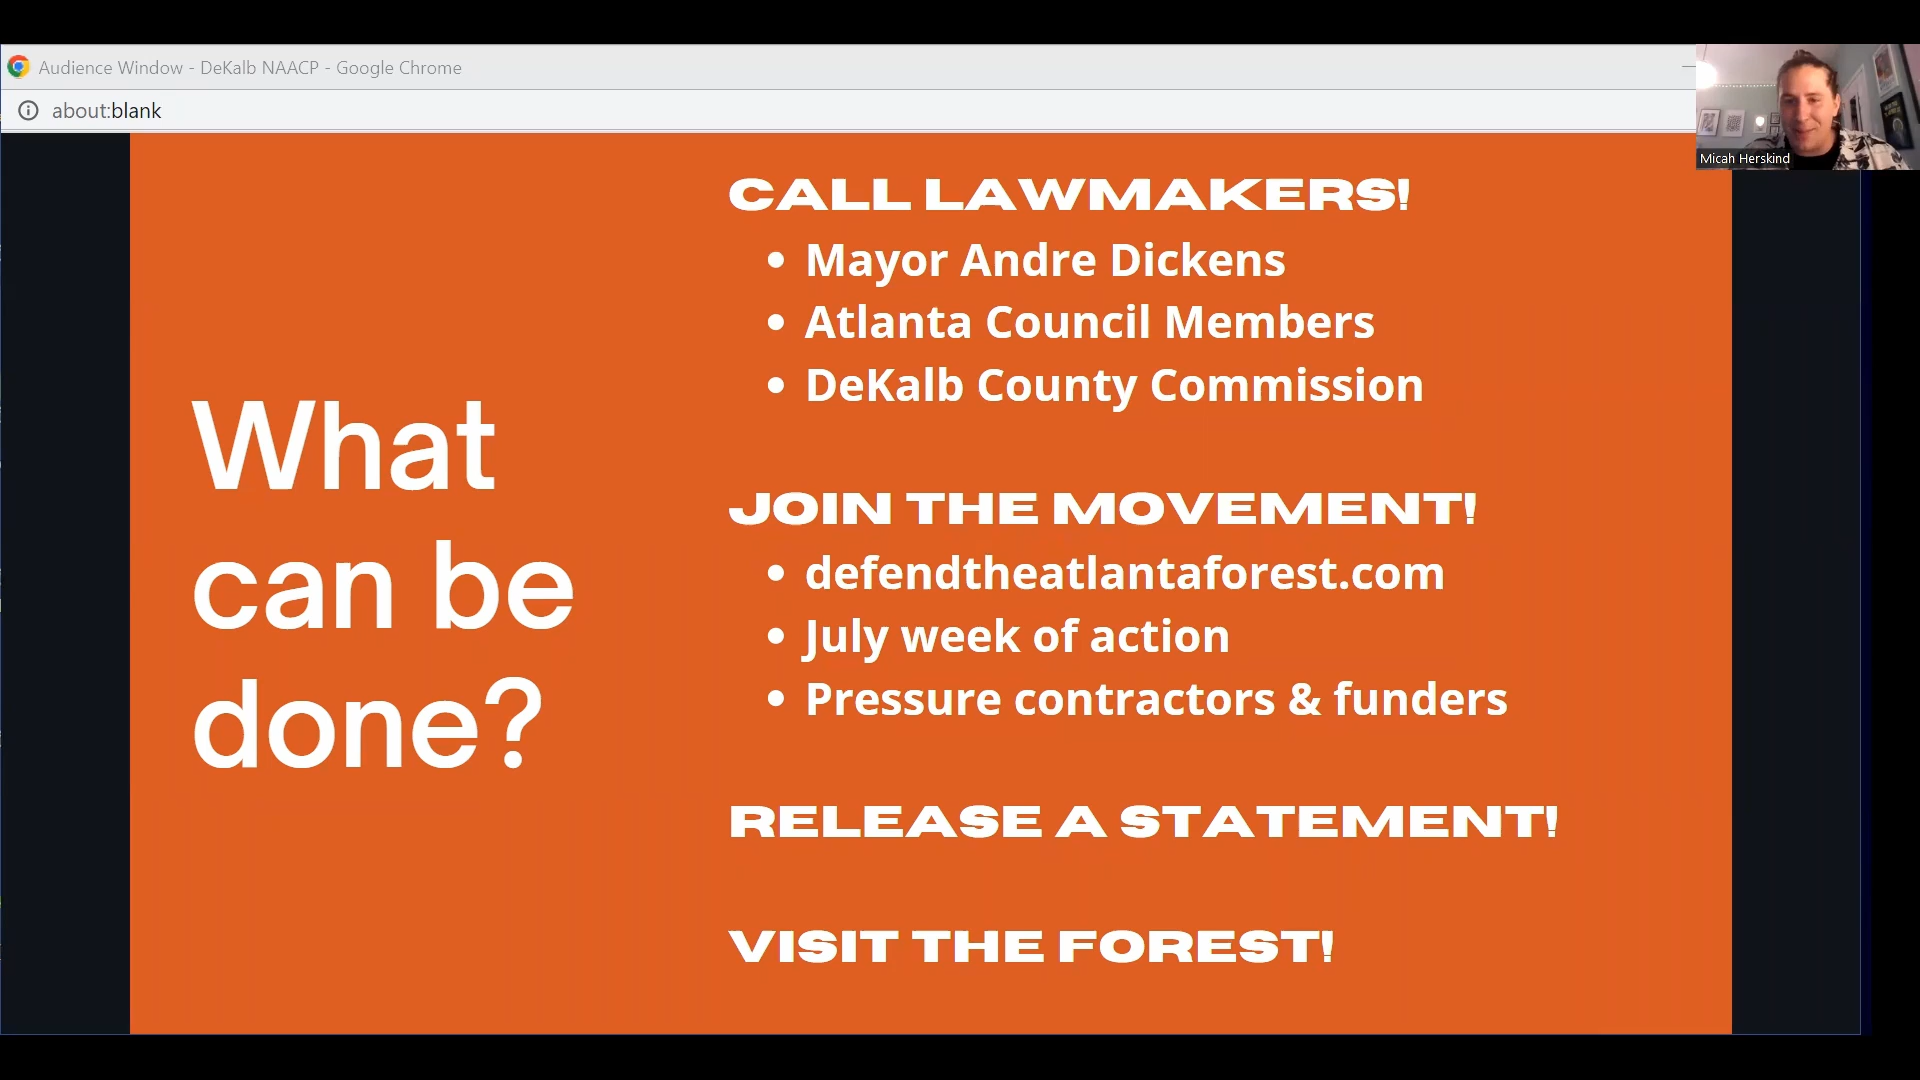 Audience Window - DeKalb NAACP - Google Chrome
about:blank
Micah Herskind
What
can be
done?
CALL LAWMAKERS!
• Mayor Andre Dickens
• Atlanta Council Members
• DeKalb County Commission
JOIN THE MOVEMENT!
• defendtheatlantaforest.com
• July week of action
• Pressure contractors & funders
RELEASE A STATEMENT!
VISIT THE FOREST!